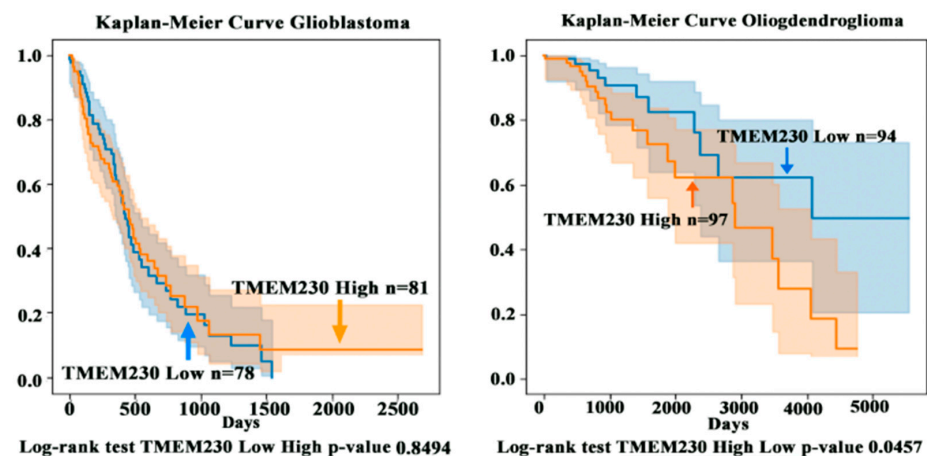 Kaplan-Meier Curve Glioblastoma
1.0
0.8
0.6
0.4
0.2
0.0
TMEM230 High n=81
TMEM230 Low n=78
0 500 1000 1500 2000 2500
Days
Log-rank test TMEM230 Low High p-value 0.8494
Kaplan-Meier Curve Oliogdendroglioma
1.0
0.8
0.6
0.4
0.2
0.0
TMEM230 Low n=94
TMEM230 High n=97
0 1000 2000 3000 4000 5000
Days
Log-rank test TMEM230 High Low p-value 0.0457